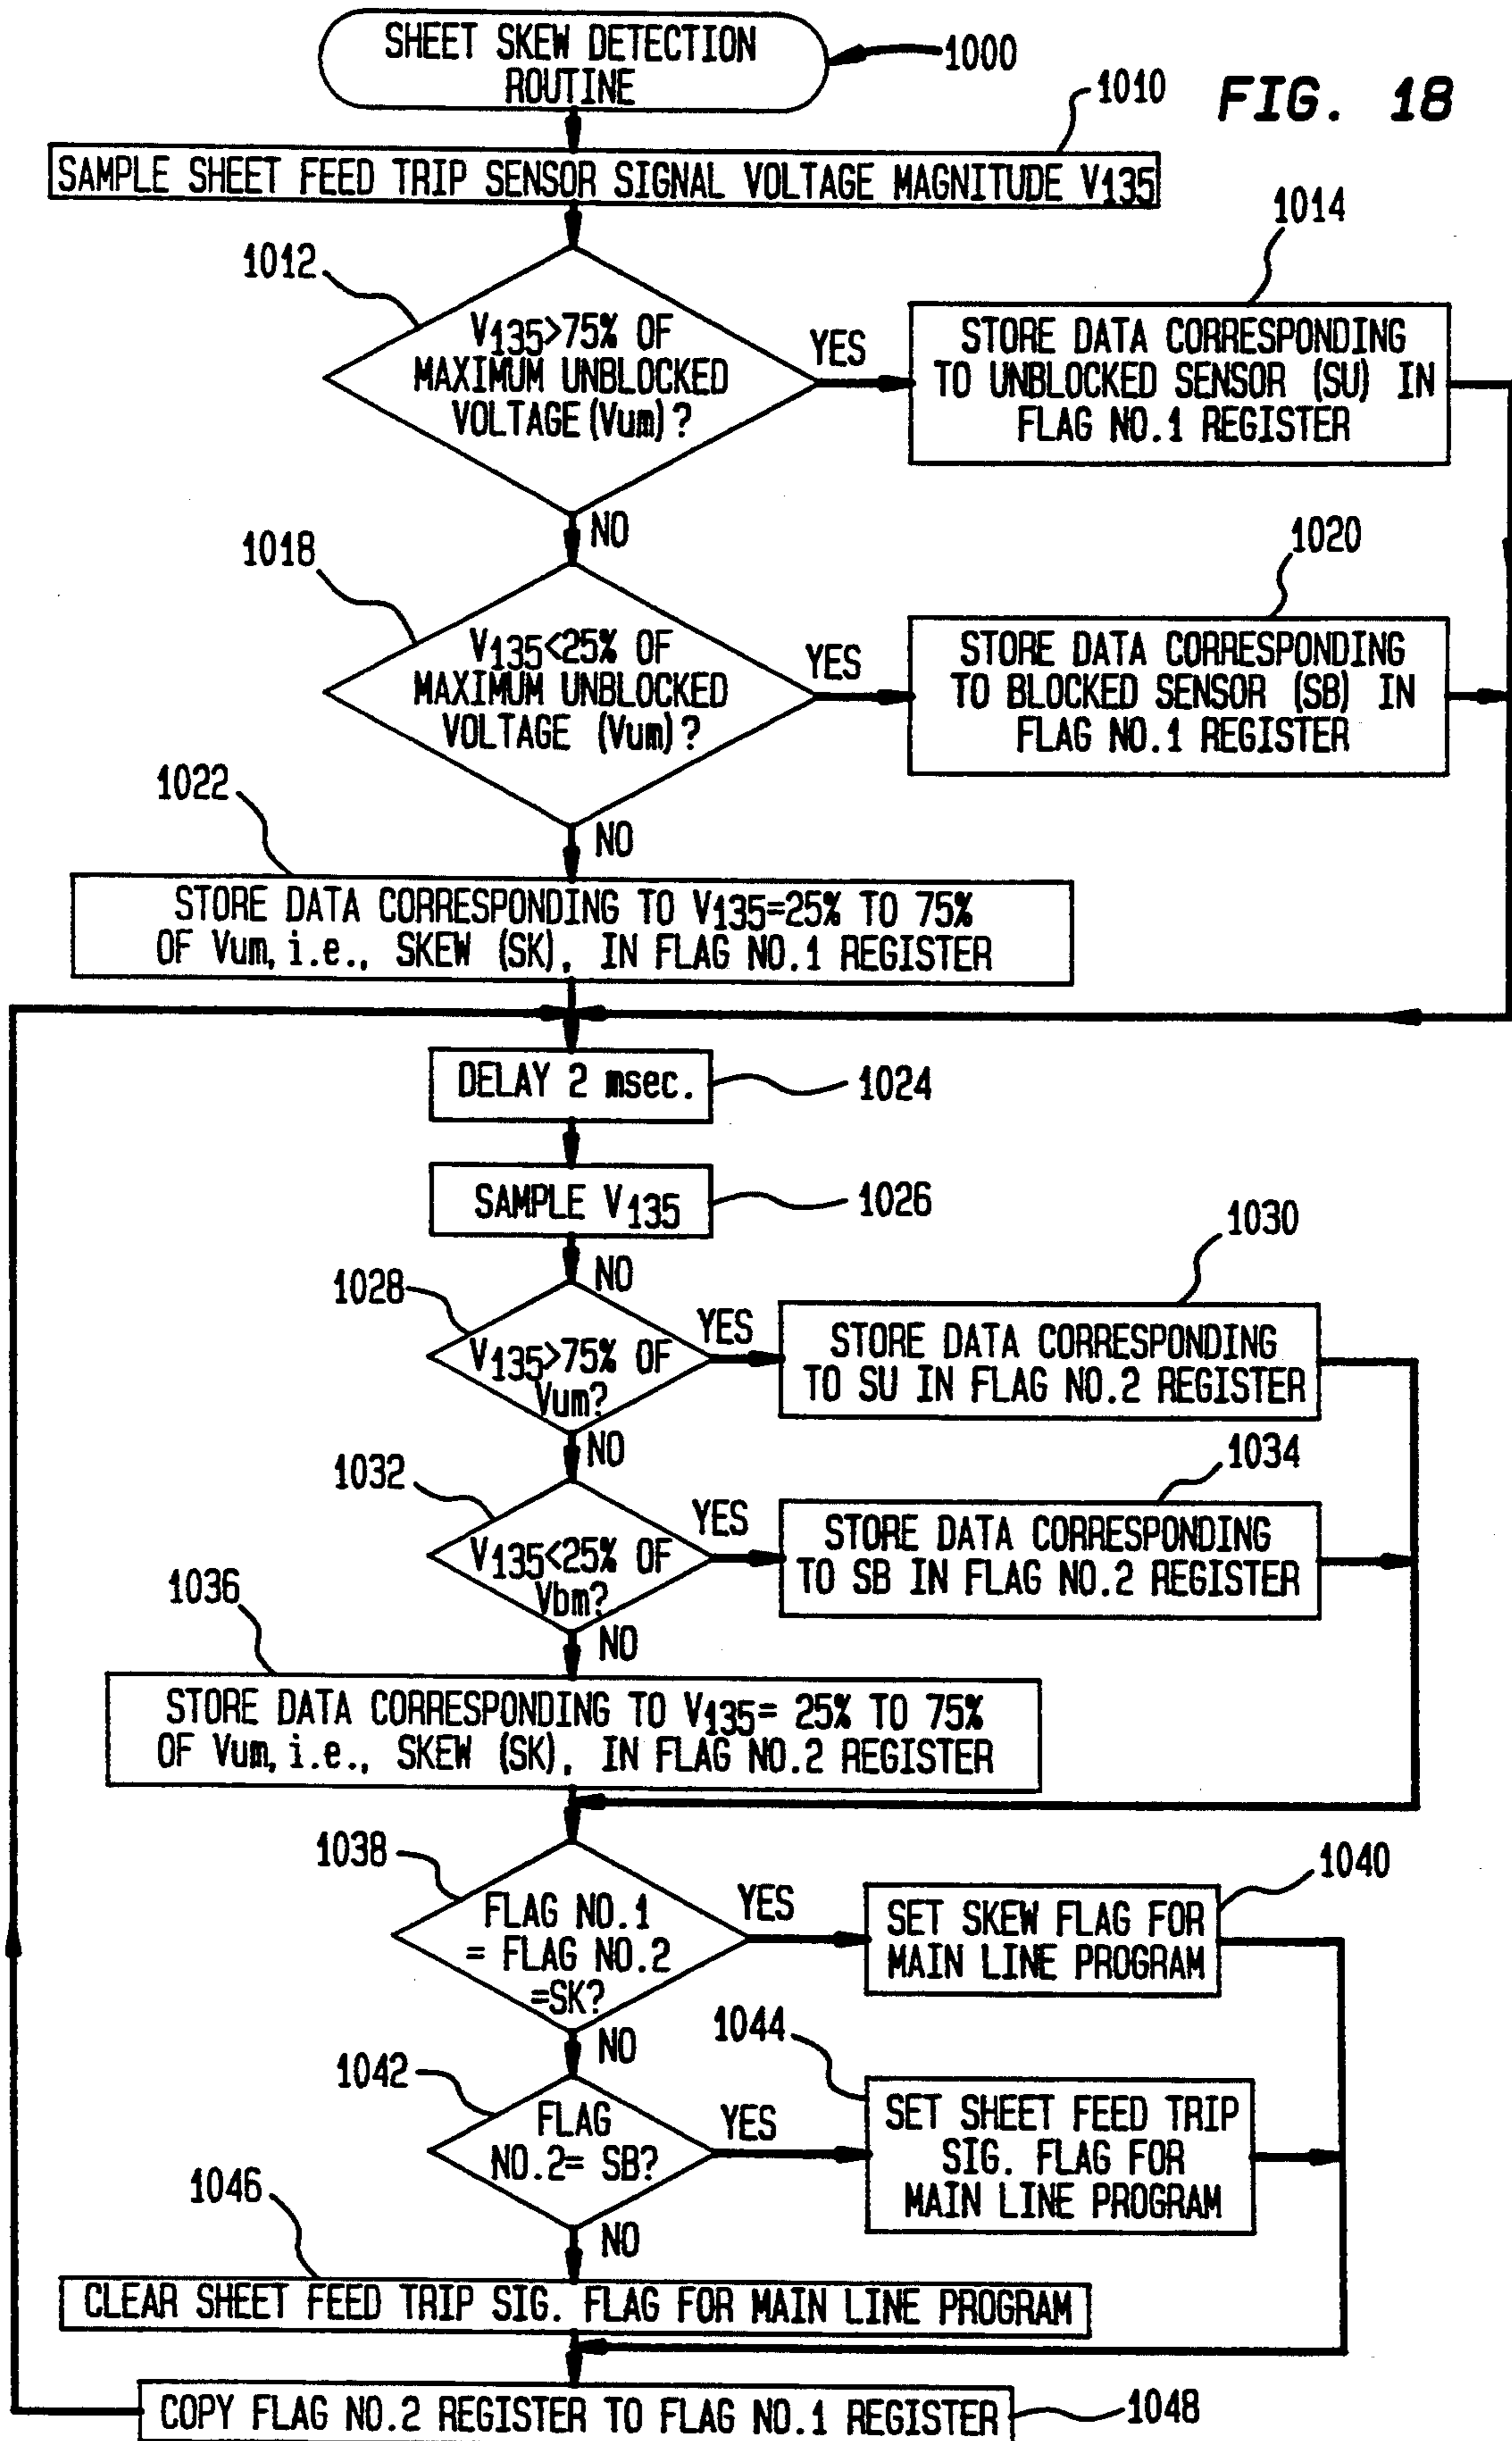 SHEET SKEW DETECTION
ROUTINE
1000
FIG. 18
1010
SAMPLE SHEET FEED TRIP SENSOR SIGNAL VOLTAGE MAGNITUDE V135
1012
V135>75% OF
MAXIMUM UNBLOCKED
VOLTAGE (Vum)?
YES
1014
STORE DATA CORRESPONDING
TO UNBLOCKED SENSOR (SU) IN
FLAG NO.1 REGISTER
NO
1018
V135<25% OF
MAXIMUM UNBLOCKED
VOLTAGE (Vum)?
YES
1020
STORE DATA CORRESPONDING
TO BLOCKED SENSOR (SB) IN
FLAG NO.1 REGISTER
NO
1022
STORE DATA CORRESPONDING TO V135=25% TO 75%
OF Vum, i.e., SKEW (SK), IN FLAG NO.1 REGISTER
DELAY 2 msec.
1024
SAMPLE V135
1026
NO
1028
V135>75% OF
Vum?
YES
1030
STORE DATA CORRESPONDING
TO SU IN FLAG NO.2 REGISTER
NO
1032
V135<25% OF
Vbm?
YES
1034
STORE DATA CORRESPONDING
TO SB IN FLAG NO.2 REGISTER
NO
1036
STORE DATA CORRESPONDING TO V135= 25% TO 75%
OF Vum, i.e., SKEW (SK), IN FLAG NO.2 REGISTER
1038
FLAG NO.1
= FLAG NO.2
=SK?
YES
1040
SET SKEW FLAG FOR
MAIN LINE PROGRAM
NO
1042
FLAG
NO.2= SB?
YES
1044
SET SHEET FEED TRIP
SIG. FLAG FOR
MAIN LINE PROGRAM
NO
1046
CLEAR SHEET FEED TRIP SIG. FLAG FOR MAIN LINE PROGRAM
COPY FLAG NO.2 REGISTER TO FLAG NO.1 REGISTER
1048